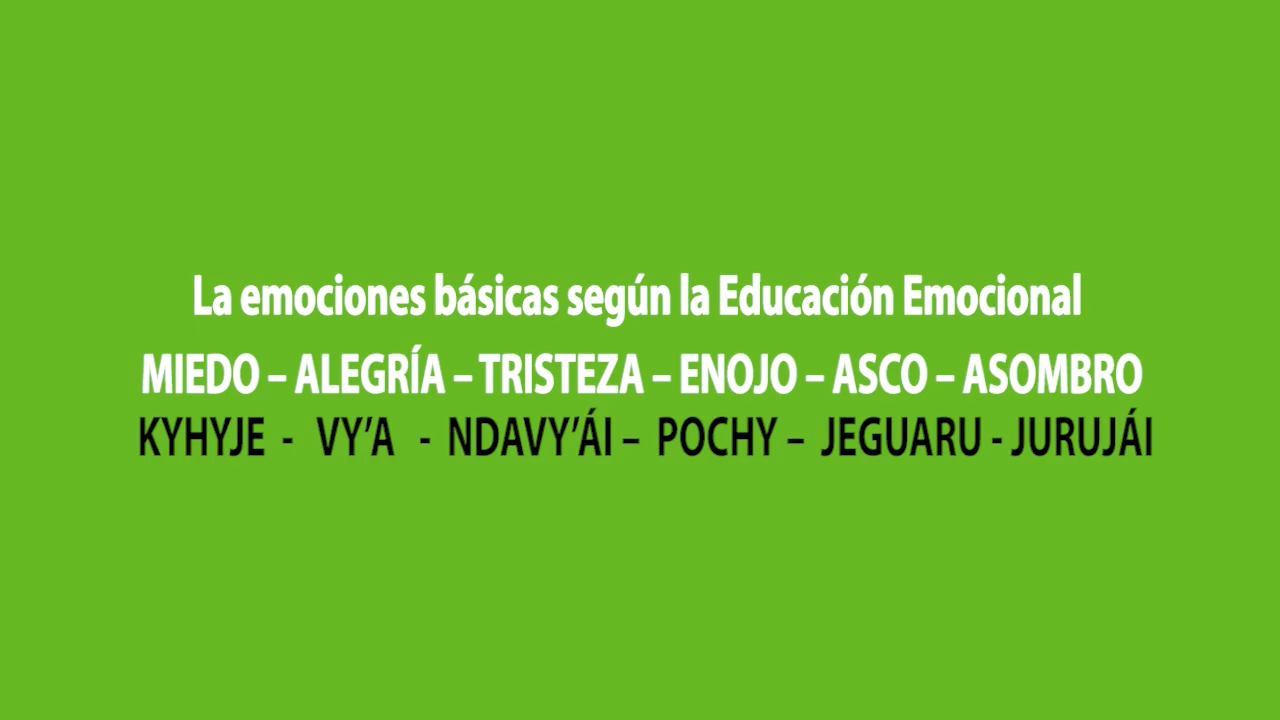 La emociones básicas según la Educación Emocional
MIEDO – ALEGRÍA – TRISTEZA – ENOJO – ASCO – ASOMBRO
KYHYJE - VY’A - NDAVY’ÁI – POCHY – JEGUARU - JURUJÁI